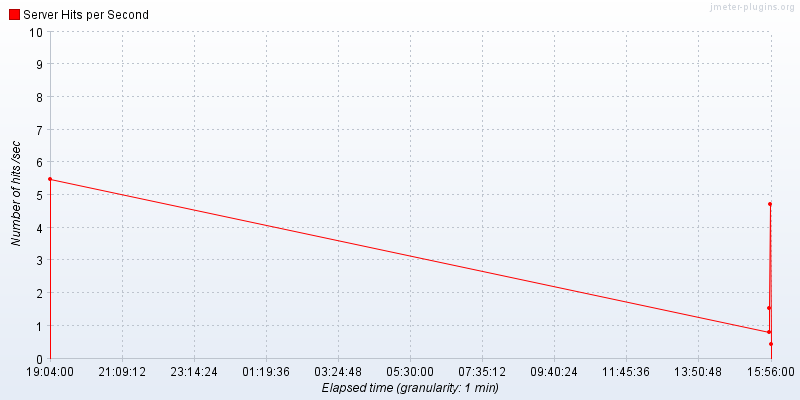 Server Hits per Second
jmeter-plugins.org
10
9
8
7
6
5
4
3
2
1
0
Number of hits /sec
19:04:00 21:09:12 23:14:24 01:19:36 03:24:48 05:30:00 07:35:12 09:40:24 11:45:36 13:50:48 15:56:00
Elapsed time (granularity: 1 min)